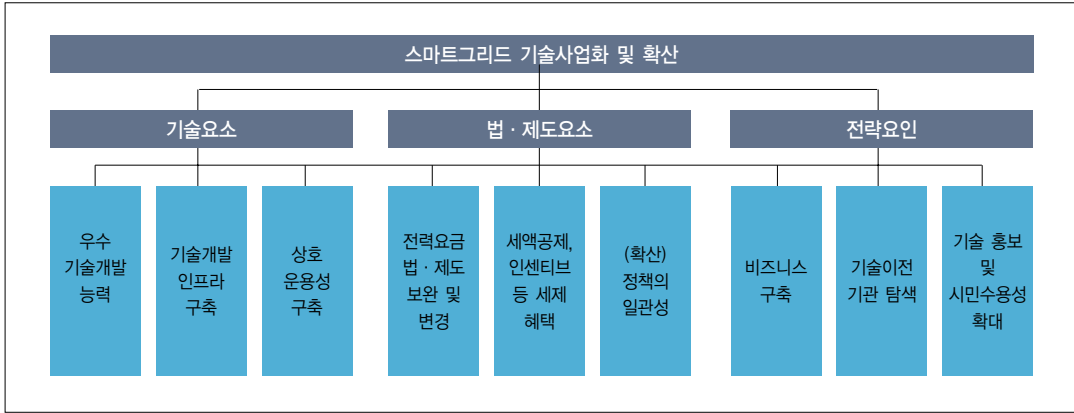 스마트그리드 기술사업화 및 확산
기술요소
법 · 제도요소
전략요인
우수
기술개발
능력
기술개발
인프라
구축
상호
운용성
구축
전력요금
법 · 제도
보완 및
변경
세액공제,
인센티브
등 세제
혜택
(확산)
정책의
일관성
비즈니스
구축
기술이전
기관 탐색
기술 홍보
및
시민수용성
확대